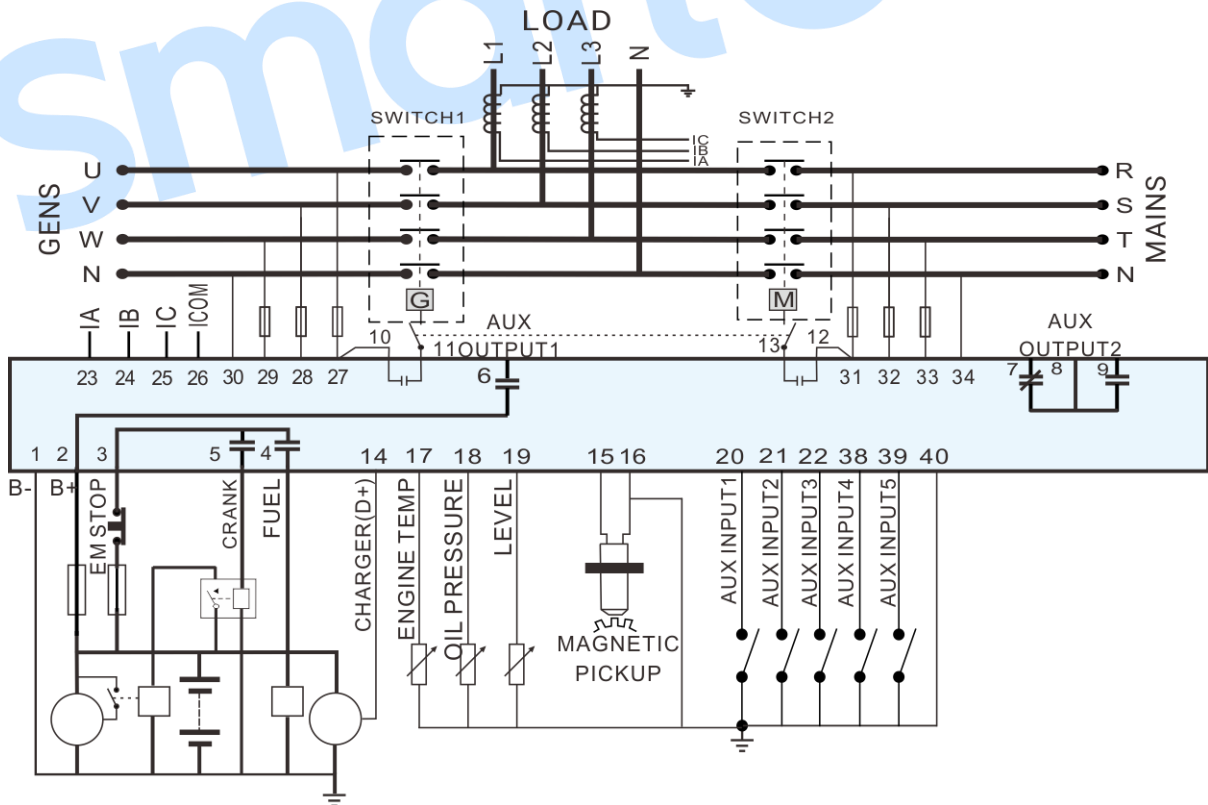 smart
LOAD
L1 L2 L3 N
SWITCH1 SWITCH2
IC
IB
IA
GENS
U
V
W
N
R
S
T
N
MAINS
G M
IA IB IC ICOM
AUX
OUTPUT1
AUX
OUTPUT2
10 11 13 12
23 24 25 26 30 29 28 27 6 31 32 33 34 7 8 9
1 2 3 5 4 14 17 18 19 15 16 20 21 22 38 39 40
B- B+
EM STOP
CRANK
FUEL
CHARGER(D+)
ENGINE TEMP
OIL PRESSURE
LEVEL
MAGNETIC
PICKUP
AUX INPUT1
AUX INPUT2
AUX INPUT3
AUX INPUT4
AUX INPUT5